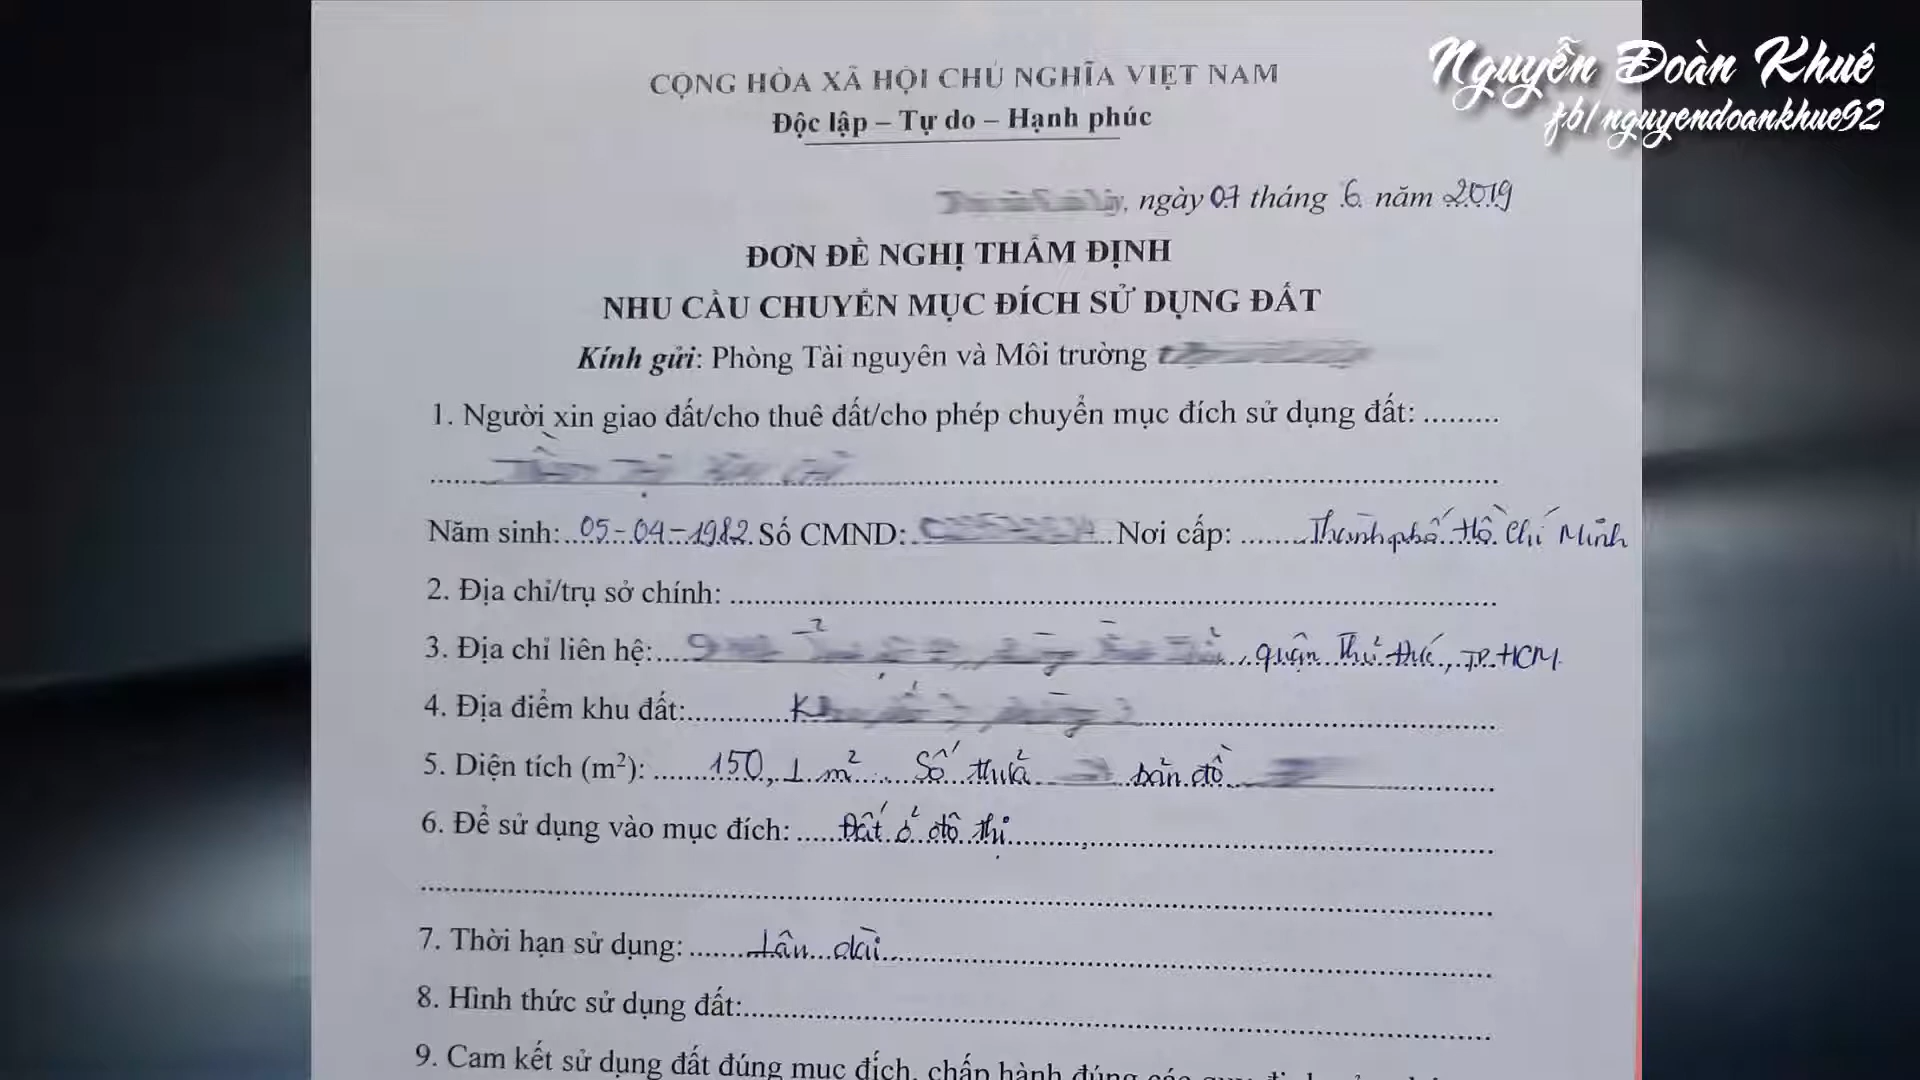 Nguyễn Đoàn Khuê
fb/nguyendoankhue92
CỘNG HÒA XÃ HỘI CHỦ NGHĨA VIỆT NAM
Độc lập – Tự do – Hạnh phúc
, ngày 07 tháng 6 năm 2019
ĐƠN ĐỀ NGHỊ THẨM ĐỊNH
NHU CẦU CHUYỂN MỤC ĐÍCH SỬ DỤNG ĐẤT
Kính gửi: Phòng Tài nguyên và Môi trường
1. Người xin giao đất/cho thuê đất/cho phép chuyển mục đích sử dụng đất: .........
Năm sinh: 05-04-1982 Số CMND: Nơi cấp: Thành phố Hồ Chí Minh
2. Địa chỉ/trụ sở chính:
3. Địa chỉ liên hệ: quận Thủ Đức, TP. HCM
4. Địa điểm khu đất:
5. Diện tích (m²): 150,1 m² Số thửa bản đồ
6. Để sử dụng vào mục đích: Đất ở đô thị
7. Thời hạn sử dụng: Lâu dài
8. Hình thức sử dụng đất:
9. Cam kết sử dụng đất đúng mục đích, chấp hành đúng các